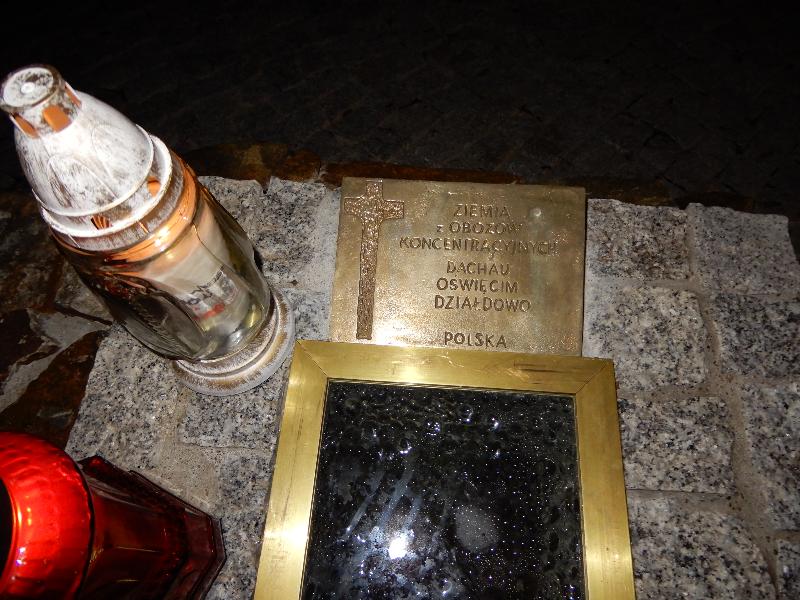 ZIEMIA
z OBOZÓW
KONCENTRACYJNYCH
DACHAU
OŚWIĘCIM
DZIAŁDOWO
POLSKA